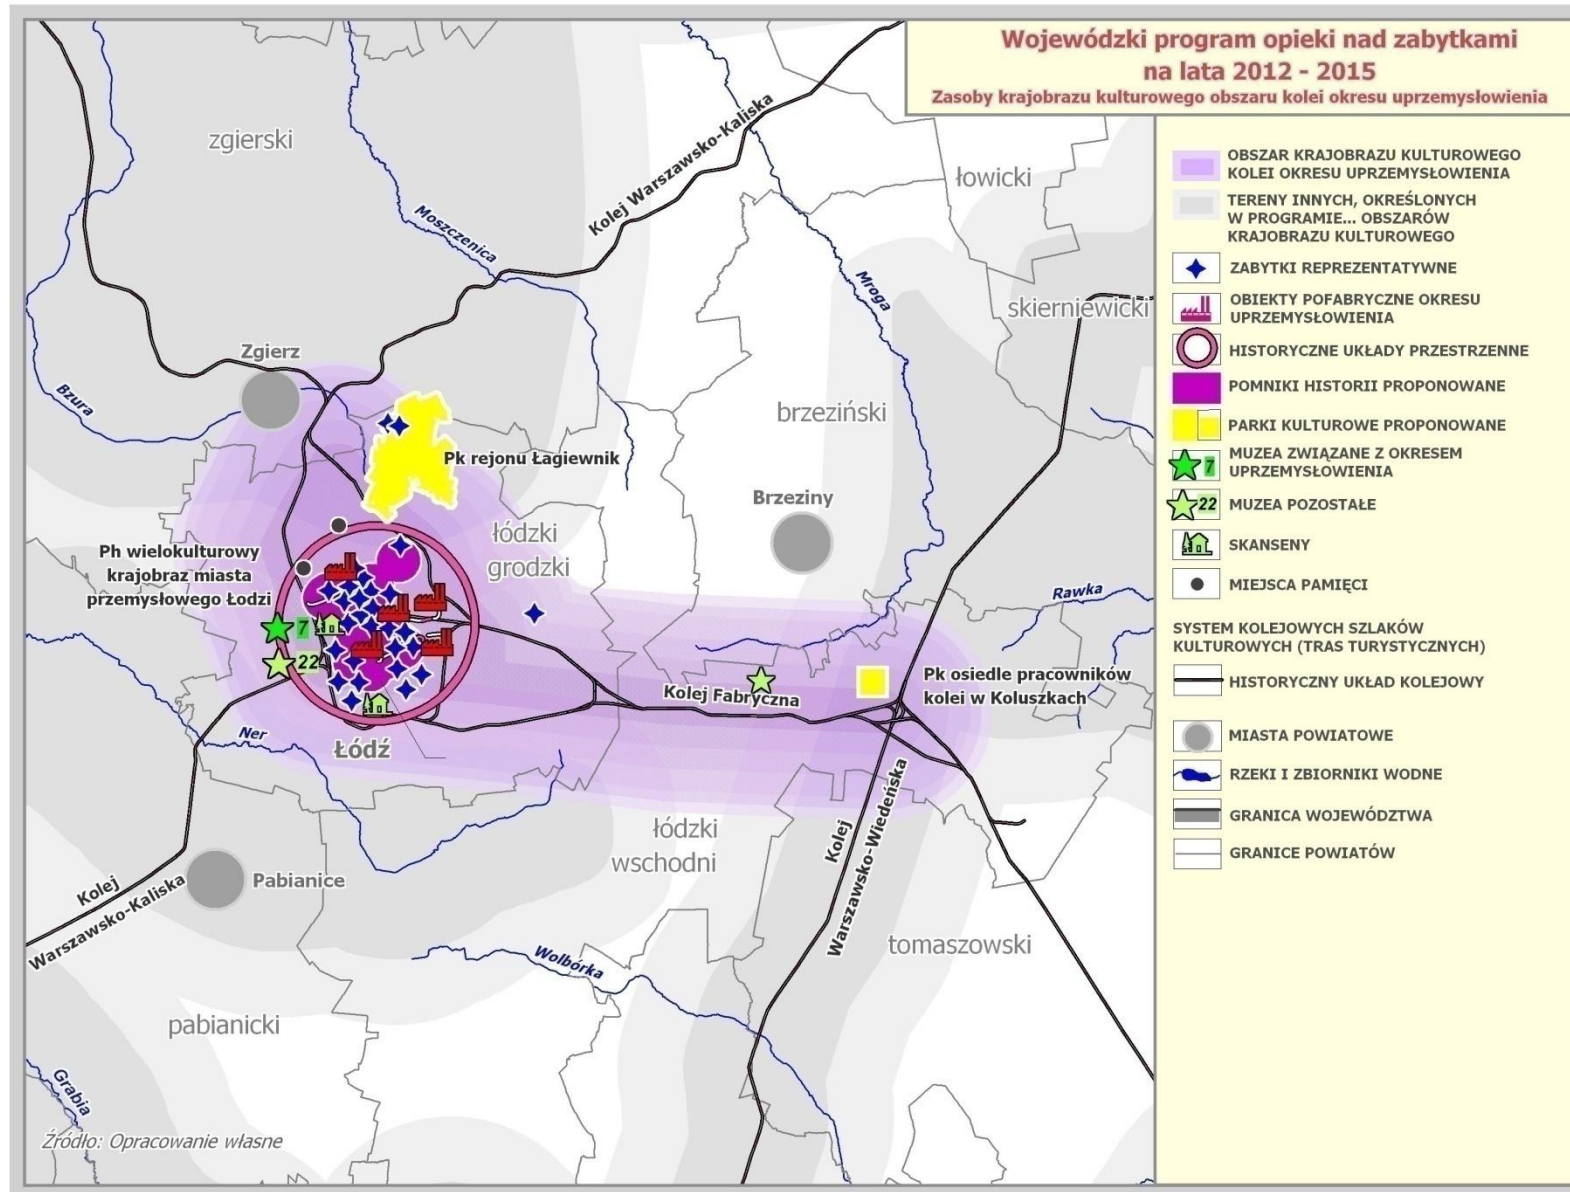 Wojewódzki program opieki nad zabytkami
na lata 2012 - 2015
Zasoby krajobrazu kulturowego obszaru kolei okresu uprzemysłowienia
zgierski
Moszczenica
Kolej Warszawsko-Kaliska
łowicki
Mroga
skierniewicki
Zgierz
Bzura
brzeziński
Pk rejonu Łagiewnik
Brzeziny
łódzki
grodzki
Ph wielokulturowy
krajobraz miasta
przemysłowego Łodzi
7
22
Rawka
Pk osiedle pracowników
kolei w Koluszkach
Kolej Fabryczna
Ner
Łódź
łódzki
wschodni
Kolej
Warszawsko-Wiedeńska
Pabianice
Kolej
Warszawsko-Kaliska
tomaszowski
Wolbórka
pabianicki
Grabia
Źródło: Opracowanie własne
OBSZAR KRAJOBRAZU KULTUROWEGO
KOLEI OKRESU UPRZEMYSŁOWIENIA
TERENY INNYCH, OKREŚLONYCH
W PROGRAMIE... OBSZARÓW
KRAJOBRAZU KULTUROWEGO
ZABYTKI REPREZENTATYWNE
OBIEKTY POFABRYCZNE OKRESU
UPRZEMYSŁOWIENIA
HISTORYCZNE UKŁADY PRZESTRZENNE
POMNIKI HISTORII PROPONOWANE
PARKI KULTUROWE PROPONOWANE
7 MUZEA ZWIĄZANE Z OKRESEM
UPRZEMYSŁOWIENIA
22 MUZEA POZOSTAŁE
SKANSENY
MIEJSCA PAMIĘCI
SYSTEM KOLEJOWYCH SZLAKÓW
KULTUROWYCH (TRAS TURYSTYCZNYCH)
HISTORYCZNY UKŁAD KOLEJOWY
MIASTA POWIATOWE
RZEKI I ZBIORNIKI WODNE
GRANICA WOJEWÓDZTWA
GRANICE POWIATÓW